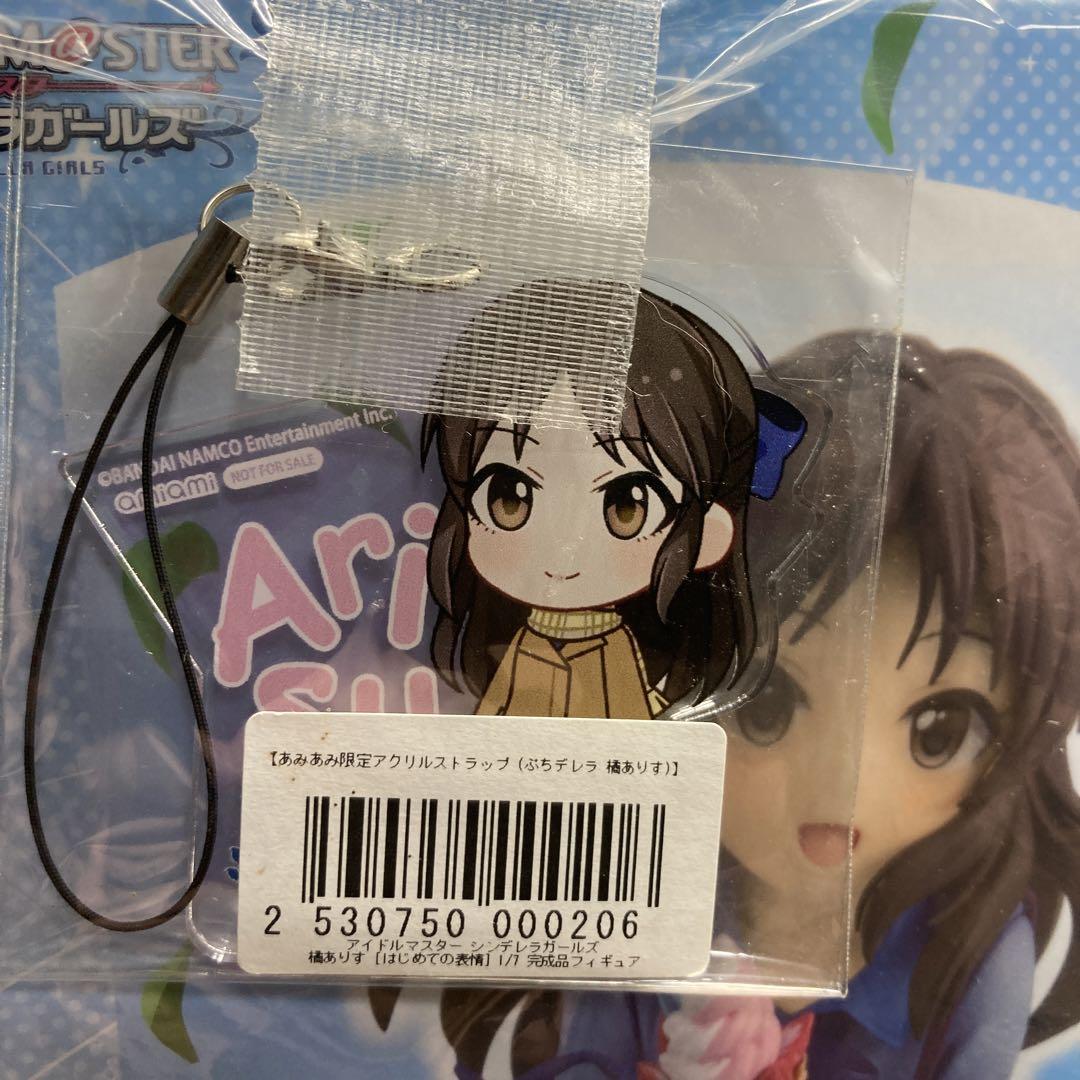 M@STER
ラガールズ
LLA GIRLS
©BANDAI NAMCO Entertainment Inc.
amiami NOT FOR SALE
Ari
su
【あみあみ限定アクリルストラップ (ぷちデレラ 橘ありす)】
2 530750 000206
アイドルマスター シンデレラガールズ
橘ありす [はじめての表情] 1/7 完成品フィギュア